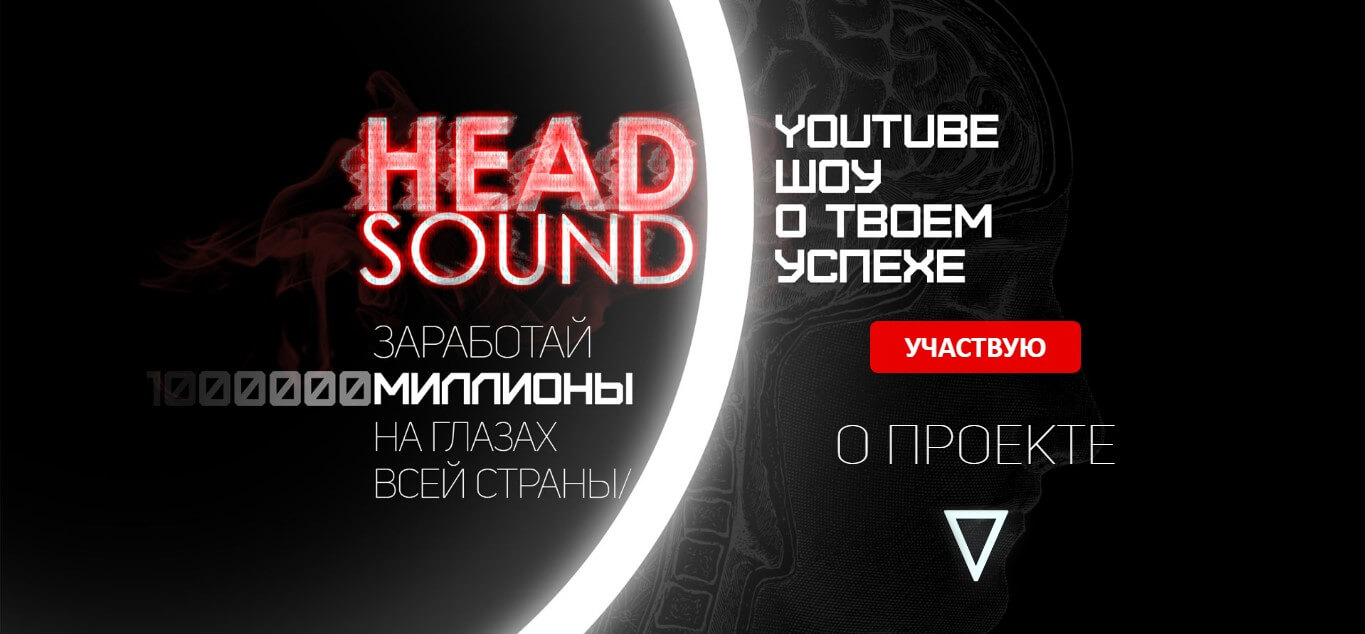 HEAD
SOUND
ЗАРАБОТАЙ
1000000МИЛЛИОНЫ
НА ГЛАЗАХ
ВСЕЙ СТРАНЫ/
YOUTUBE
ШОУ
О ТВОЕМ
УСПЕХЕ
УЧАСТВУЮ
О ПРОЕКТЕ